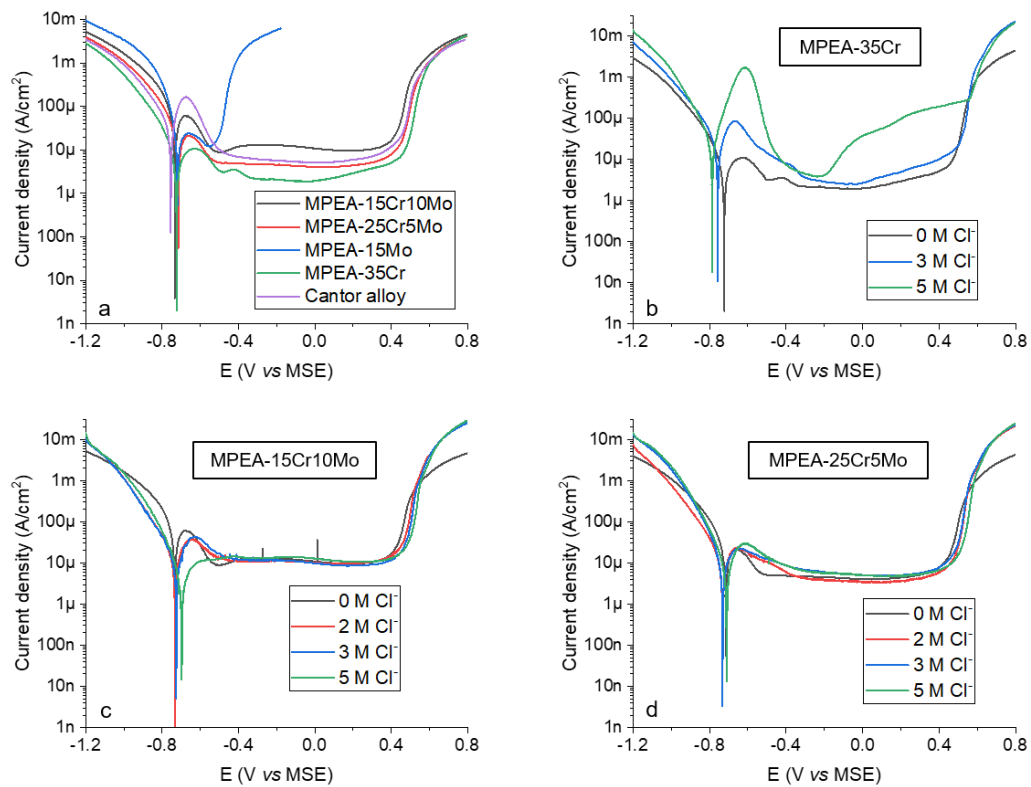 10m
1m
100µ
10µ
1µ
100n
10n
1n
Current density (A/cm²)
a
MPEA-15Cr10Mo
MPEA-25Cr5Mo
MPEA-15Mo
MPEA-35Cr
Cantor alloy
-1.2 -0.8 -0.4 0.0 0.4 0.8
E (V vs MSE)
10m
1m
100µ
10µ
1µ
100n
10n
1n
Current density (A/cm²)
MPEA-35Cr
b
0 M Cl⁻
3 M Cl⁻
5 M Cl⁻
-1.2 -0.8 -0.4 0.0 0.4 0.8
E (V vs MSE)
10m
1m
100µ
10µ
1µ
100n
10n
1n
Current density (A/cm²)
MPEA-15Cr10Mo
c
0 M Cl⁻
2 M Cl⁻
3 M Cl⁻
5 M Cl⁻
-1.2 -0.8 -0.4 0.0 0.4 0.8
E (V vs MSE)
10m
1m
100µ
10µ
1µ
100n
10n
1n
Current density (A/cm²)
MPEA-25Cr5Mo
d
0 M Cl⁻
2 M Cl⁻
3 M Cl⁻
5 M Cl⁻
-1.2 -0.8 -0.4 0.0 0.4 0.8
E (V vs MSE)